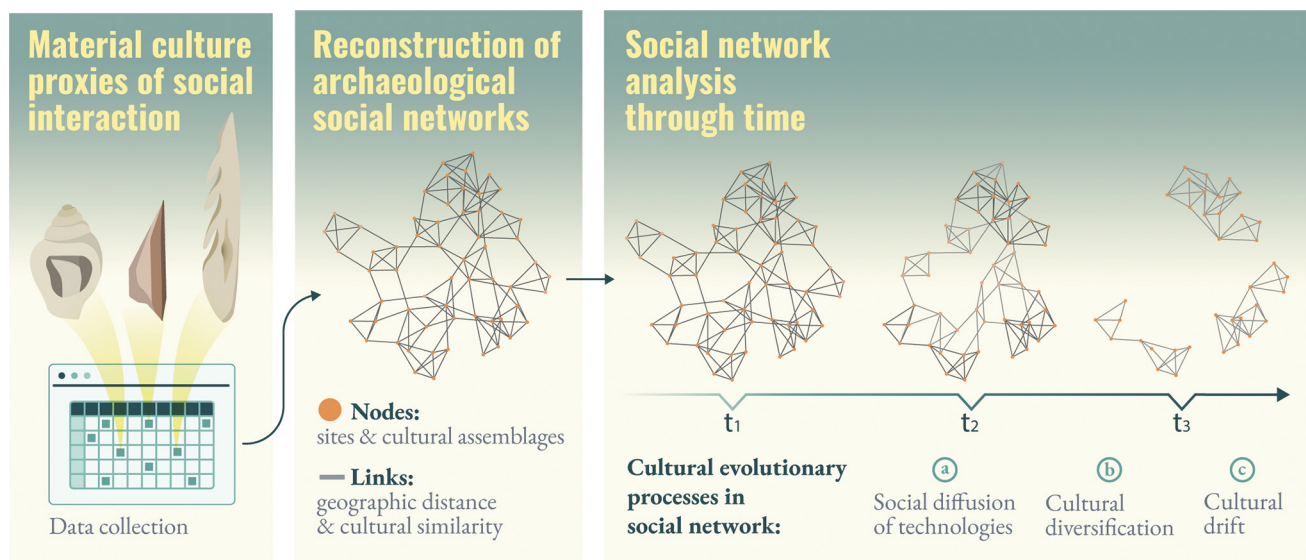 Material culture
proxies of social
interaction
Data collection
Reconstruction of
archaeological
social networks
Nodes:
sites & cultural assemblages
Links:
geographic distance
& cultural similarity
Social network
analysis
through time
t1
t2
t3
Cultural evolutionary
processes in
social network:
a
Social diffusion
of technologies
b
Cultural
diversification
c
Cultural
drift